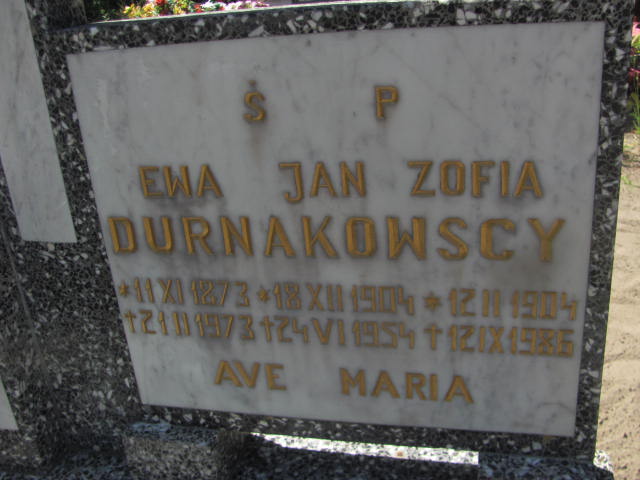 Ś P
EWA JAN ZOFIA
DURNAKOWSCY
*11 XI 1873 *18 XII 1904 *12 II 1904
†21 II 1973 †24 VI 1954 †12 IX 1986
AVE MARIA